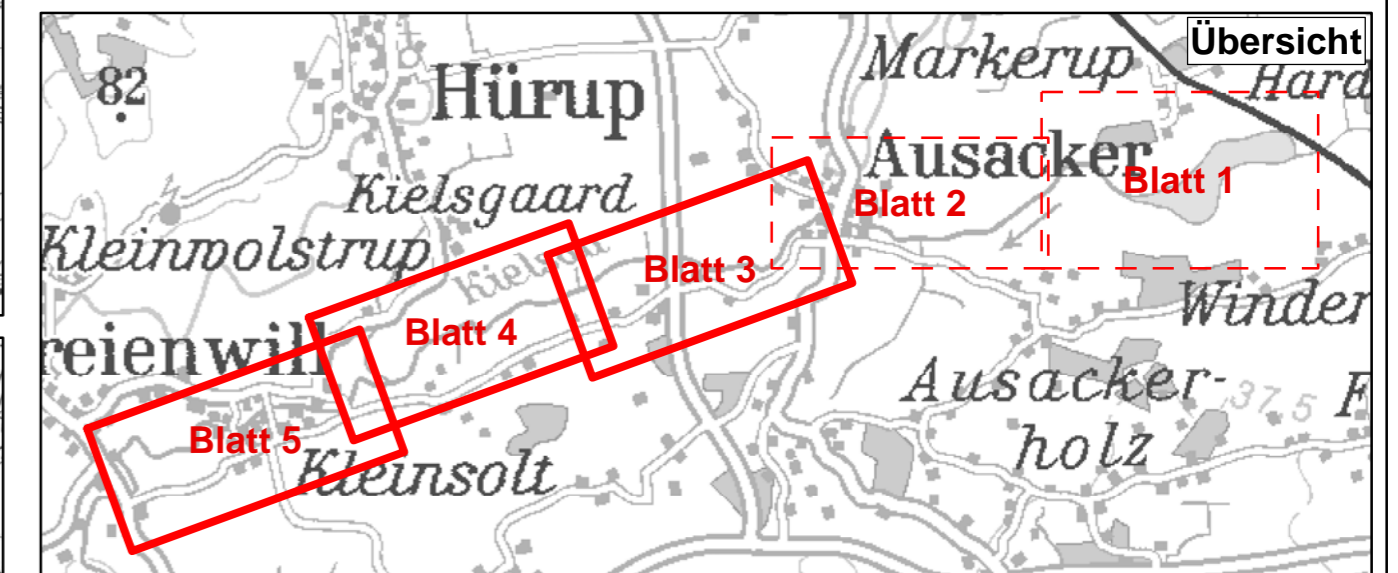 Übersicht
Markerup
Hard
82
Hürup
Ausacker
Blatt 1
Blatt 2
Kielsgaard
Kleinwolstrup
Kielsau
Blatt 3
Winder
Blatt 4
reienwill
Ausacker-
holz
37,5
F
Blatt 5
Kleinsolt